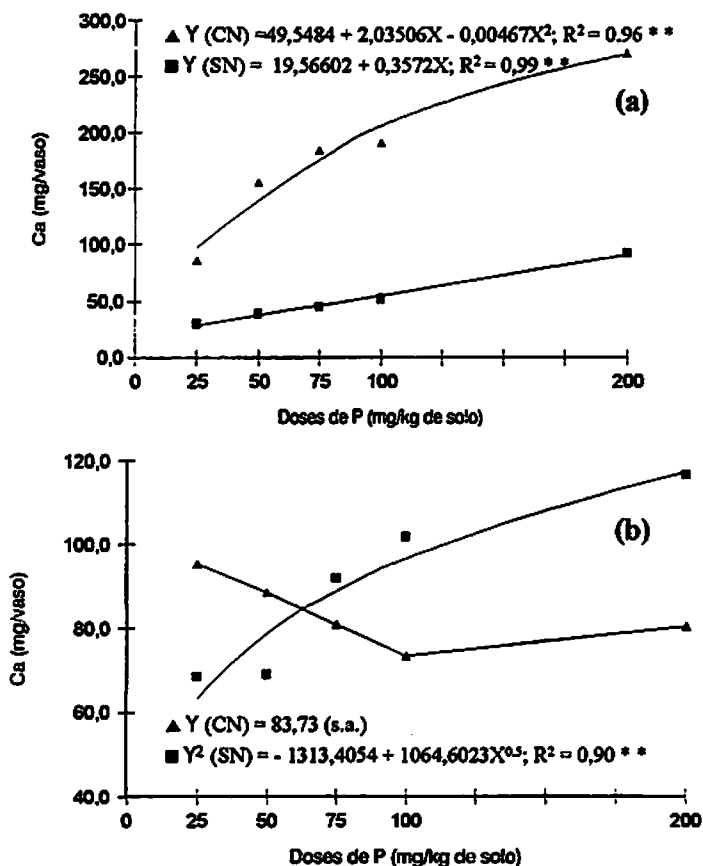 ▲ Y (CN) =49,5484 + 2,03506X - 0,00467X²; R² = 0.96 * *
■ Y (SN) = 19,56602 + 0,3572X; R² = 0,99 * *
300,0
250,0
200,0
150,0
100,0
50,0
0,0
Ca (mg/vaso)
(a)
0 25 50 75 100 200
Doses de P (mg/kg de solo)
120,0
100,0
80,0
60,0
40,0
Ca (mg/vaso)
(b)
▲ Y (CN) = 83,73 (s.a.)
■ Y² (SN) = - 1313,4054 + 1064,6023X⁰·⁵; R² = 0,90 * *
0 25 50 75 100 200
Doses de P (mg/kg de solo)